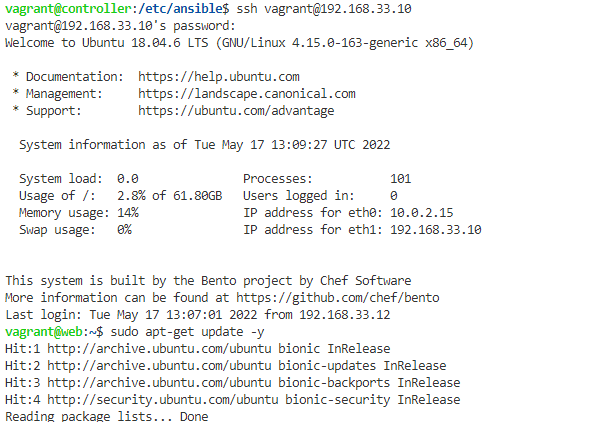 vagrant@controller:/etc/ansible$ ssh vagrant@192.168.33.10
vagrant@192.168.33.10's password:
Welcome to Ubuntu 18.04.6 LTS (GNU/Linux 4.15.0-163-generic x86_64)

 * Documentation:  https://help.ubuntu.com
 * Management:     https://landscape.canonical.com
 * Support:        https://ubuntu.com/advantage

  System information as of Tue May 17 13:09:27 UTC 2022

  System load:  0.0               Processes:           101
  Usage of /:   2.8% of 61.80GB   Users logged in:     0
  Memory usage: 14%               IP address for eth0: 10.0.2.15
  Swap usage:   0%                IP address for eth1: 192.168.33.10


This system is built by the Bento project by Chef Software
More information can be found at https://github.com/chef/bento
Last login: Tue May 17 13:07:01 2022 from 192.168.33.12
vagrant@web:~$ sudo apt-get update -y
Hit:1 http://archive.ubuntu.com/ubuntu bionic InRelease
Hit:2 http://archive.ubuntu.com/ubuntu bionic-updates InRelease
Hit:3 http://archive.ubuntu.com/ubuntu bionic-backports InRelease
Hit:4 http://security.ubuntu.com/ubuntu bionic-security InRelease
Reading package lists... Done